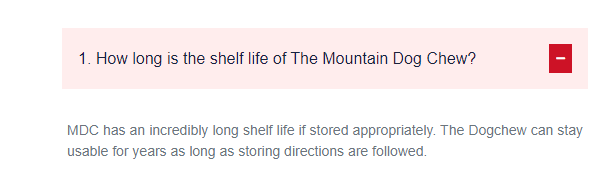 1. How long is the shelf life of The Mountain Dog Chew?
MDC has an incredibly long shelf life if stored appropriately. The Dogchew can stay
usable for years as long as storing directions are followed.